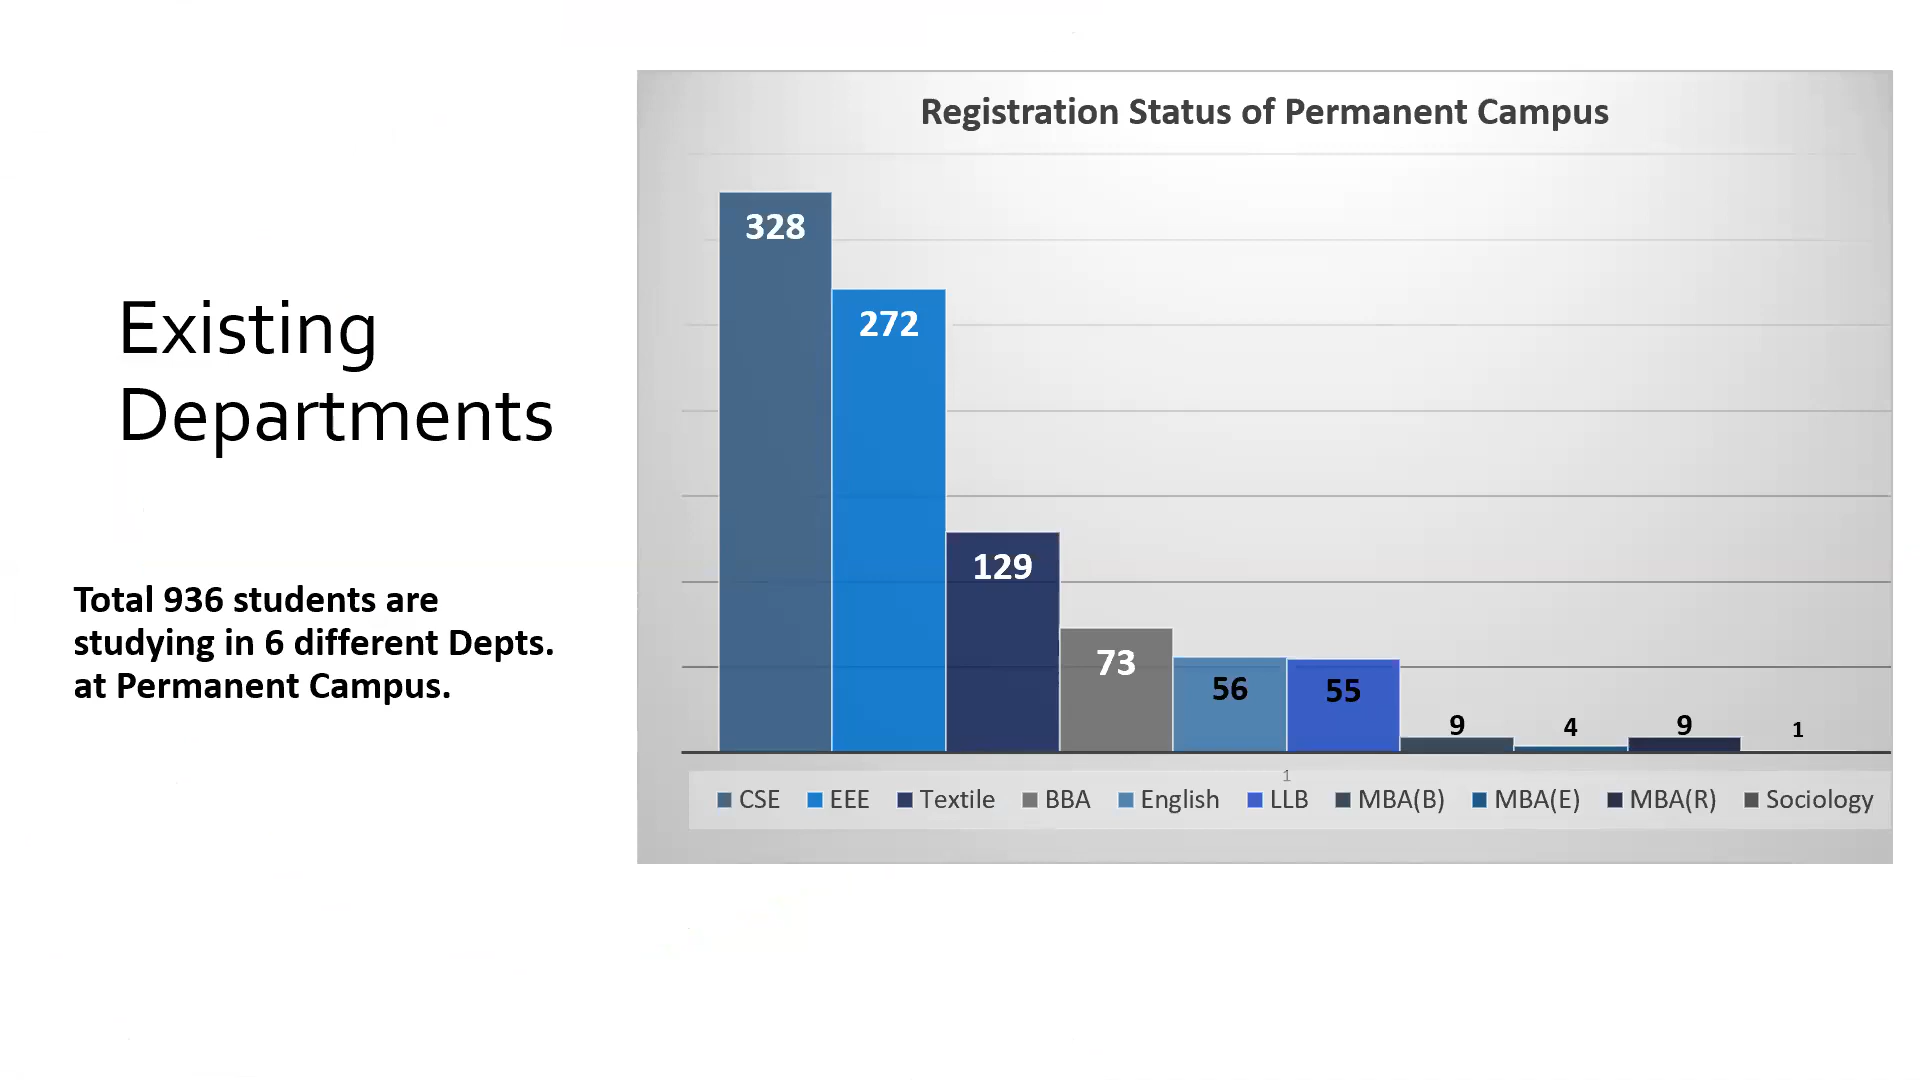 Existing
Departments
Total 936 students are
studying in 6 different Depts.
at Permanent Campus.
Registration Status of Permanent Campus
328
272
129
73
56
55
9
4
9
1
1
CSE EEE Textile BBA English LLB MBA(B) MBA(E) MBA(R) Sociology